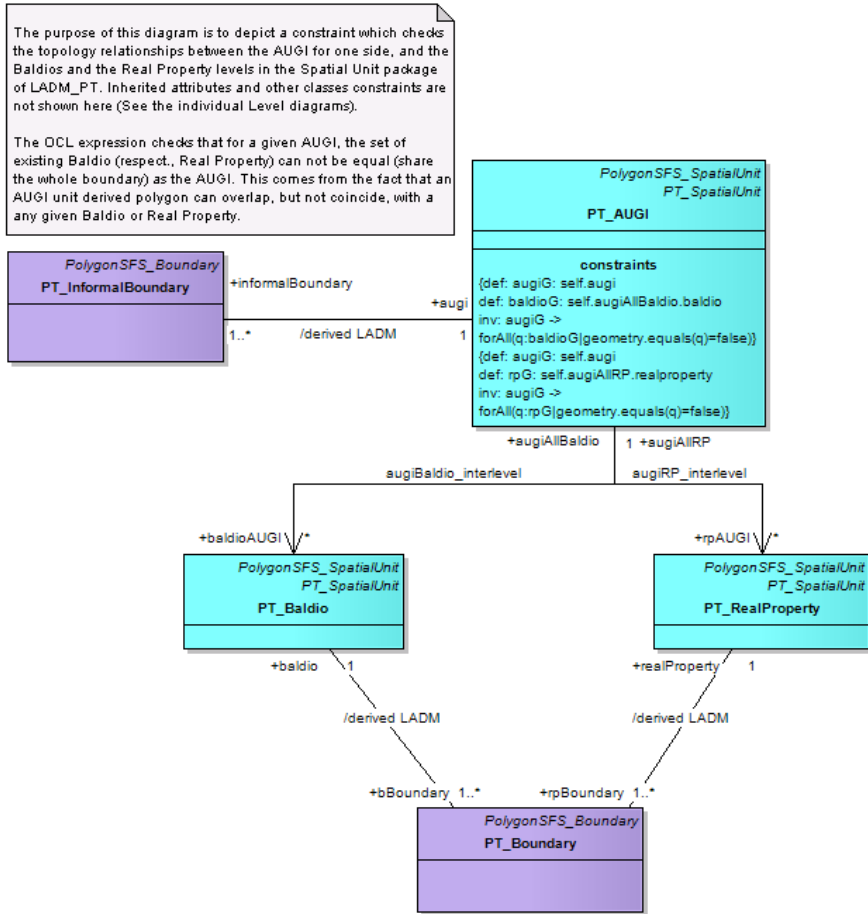 The purpose of this diagram is to depict a constraint which checks
the topology relationships between the AUGI for one side, and the
Baldios and the Real Property levels in the Spatial Unit package
of LADM_PT. Inherited attributes and other classes constraints are
not shown here (See the individual Level diagrams).
The OCL expression checks that for a given AUGI, the set of
existing Baldio (respect., Real Property) can not be equal (share
the whole boundary) as the AUGI. This comes from the fact that an
AUGI unit derived polygon can overlap, but not coincide, with a
any given Baldio or Real Property.
PolygonSFS_SpatialUnit
PT_SpatialUnit
PT_AUGI
constraints
{def: augiG: self.augi
def: baldioG: self.augiAllBaldio.baldio
inv: augiG ->
forAll(q:baldioG|geometry.equals(q)=false)}
{def: augiG: self.augi
def: rpG: self.augiAllRP.realproperty
inv: augiG ->
forAll(q:rpG|geometry.equals(q)=false)}
PolygonSFS_Boundary
PT_InformalBoundary
+informalBoundary
+augi
1..*
/derived LADM
1
+augiAllBaldio
1
+augiAllRP
augiBaldio_interlevel
augiRP_interlevel
+baldioAUGI
*
+rpAUGI
*
PolygonSFS_SpatialUnit
PT_SpatialUnit
PT_Baldio
PolygonSFS_SpatialUnit
PT_SpatialUnit
PT_RealProperty
+baldio
1
+realProperty
1
/derived LADM
/derived LADM
+bBoundary
1..*
+rpBoundary
1..*
PolygonSFS_Boundary
PT_Boundary